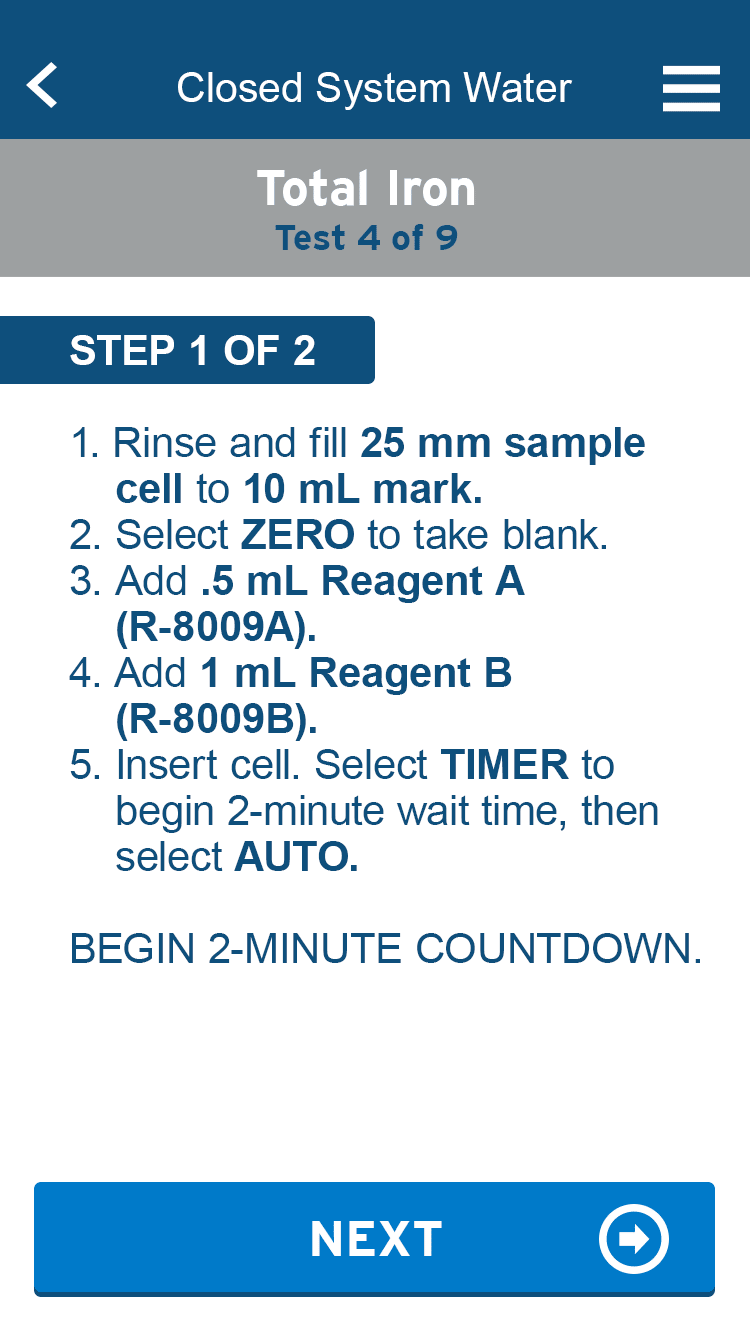 Closed System Water
Total Iron
Test 4 of 9
STEP 1 OF 2
1. Rinse and fill 25 mm sample
cell to 10 mL mark.
2. Select ZERO to take blank.
3. Add .5 mL Reagent A
(R-8009A).
4. Add 1 mL Reagent B
(R-8009B).
5. Insert cell. Select TIMER to
begin 2-minute wait time, then
select AUTO.
BEGIN 2-MINUTE COUNTDOWN.
NEXT